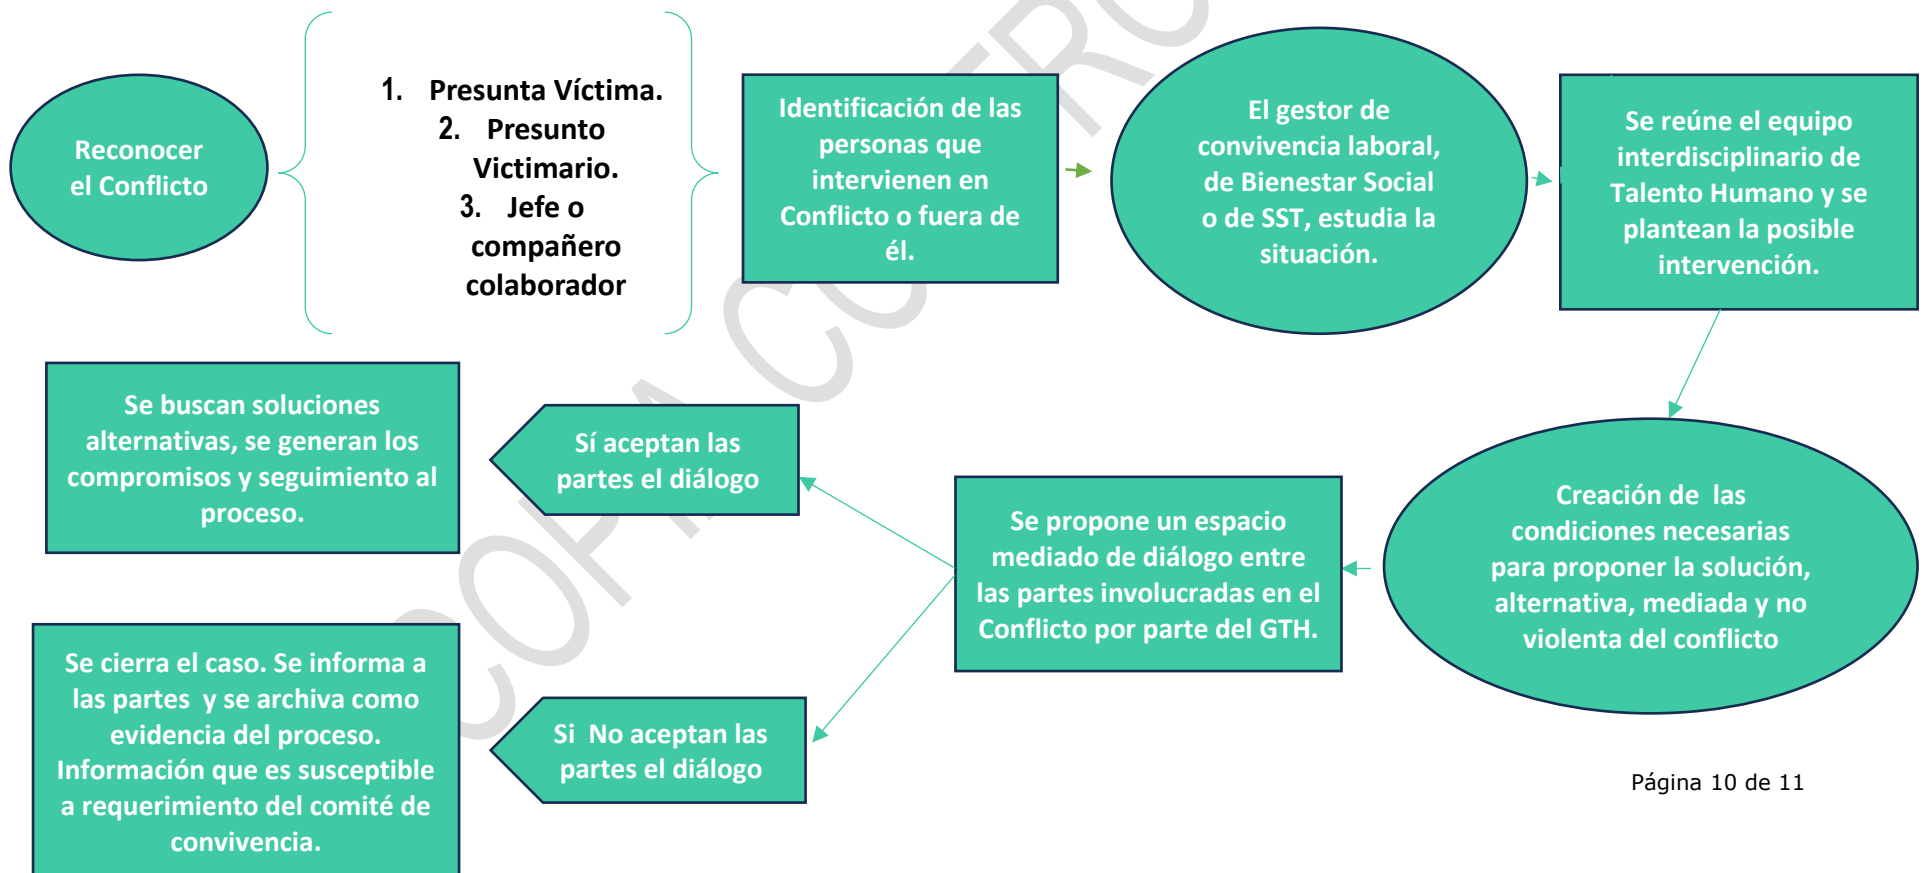 Reconocer
el Conflicto
1. Presunta Víctima.
2. Presunto
Victimario.
3. Jefe o
compañero
colaborador
Identificación de las
personas que
intervienen en
Conflicto o fuera de
él.
El gestor de
convivencia laboral,
de Bienestar Social
o de SST, estudia la
situación.
Se reúne el equipo
interdisciplinario de
Talento Humano y se
plantean la posible
intervención.
Creación de las
condiciones necesarias
para proponer la solución,
alternativa, mediada y no
violenta del conflicto
Se propone un espacio
mediado de diálogo entre
las partes involucradas en el
Conflicto por parte del GTH.
Sí aceptan las
partes el diálogo
Se buscan soluciones
alternativas, se generan los
compromisos y seguimiento al
proceso.
Si No aceptan las
partes el diálogo
Se cierra el caso. Se informa a
las partes y se archiva como
evidencia del proceso.
Información que es susceptible
a requerimiento del comité de
convivencia.
Página 10 de 11
COPIA